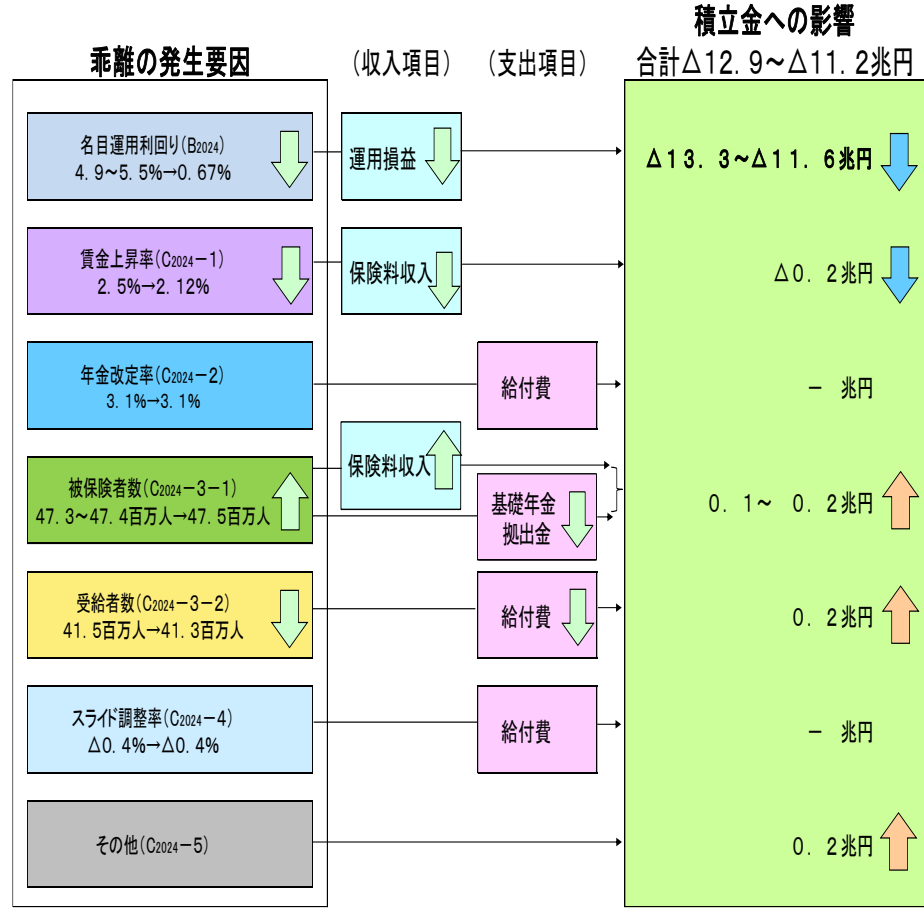 積立金への影響
乖離の発生要因 (収入項目) (支出項目) 合計△12.9~△11.2兆円
名目運用利回り(B2024)
4.9~5.5%→0.67%
運用損益
△13.3~△11.6兆円
賃金上昇率(C2024-1)
2.5%→2.12%
保険料収入
△0.2兆円
年金改定率(C2024-2)
3.1%→3.1%
給付費
- 兆円
保険料収入
被保険者数(C2024-3-1)
47.3~47.4百万人→47.5百万人
基礎年金
拠出金
0.1~ 0.2兆円
受給者数(C2024-3-2)
41.5百万人→41.3百万人
給付費
0.2兆円
スライド調整率(C2024-4)
△0.4%→△0.4%
給付費
- 兆円
その他(C2024-5)
0.2兆円